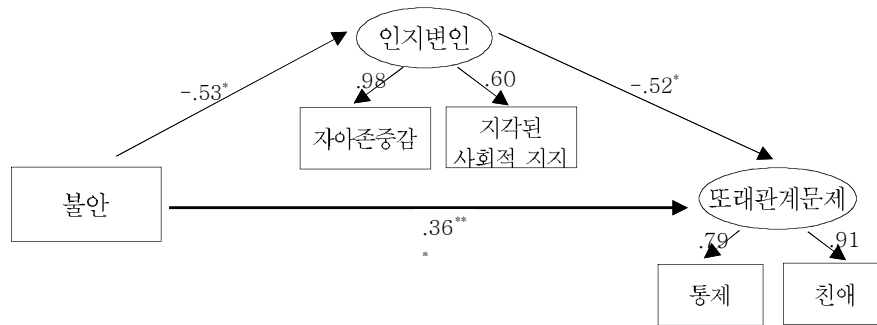 인지변인
-.53*
.98
.60
-.52*
자아존중감
지각된
사회적 지지
불안
또래관계문제
.36**
*
.79
.91
통제
친애